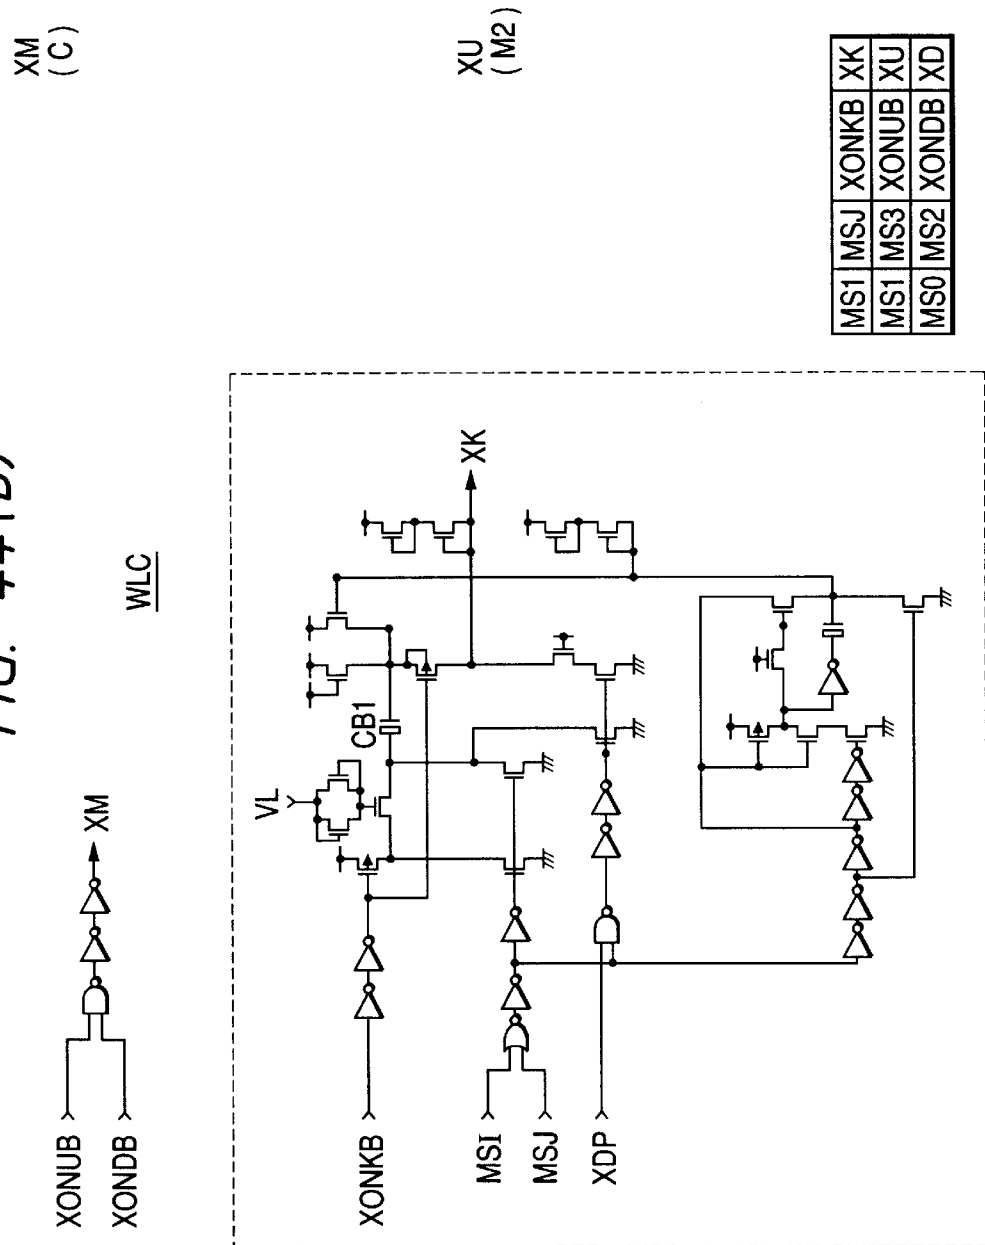 XM
( C )
XU
( M2 )
WLC
XONUB
XONDB
XM
VL
CB1
XK
XONKB
MSI
MSJ
XDP
MS1 MSJ XONKB XK
MS1 MS3 XONUB XU
MS0 MS2 XONDB XD